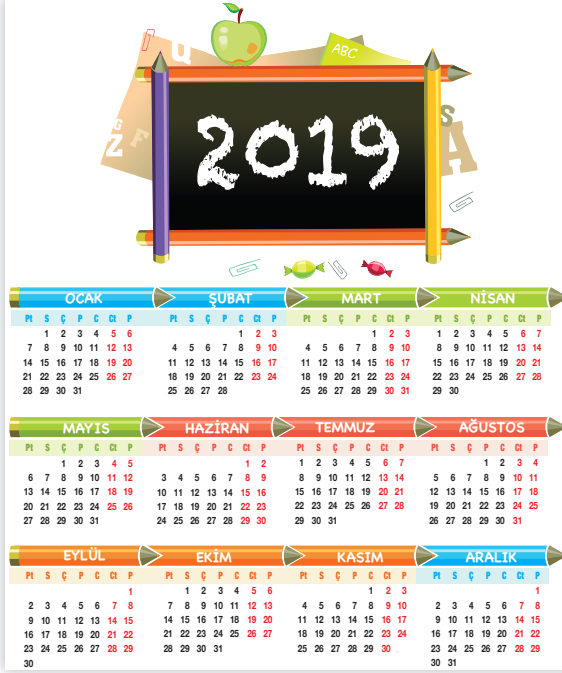 Q
ABC
G
Z
F
S
A
2019
OCAK
Pt S Ç P C Ct P
1 2 3 4 5 6
7 8 9 10 11 12 13
14 15 16 17 18 19 20
21 22 23 24 25 26 27
28 29 30 31
ŞUBAT
Pt S Ç P C Ct P
1 2 3
4 5 6 7 8 9 10
11 12 13 14 15 16 17
18 19 20 21 22 23 24
25 26 27 28
MART
Pt S Ç P C Ct P
1 2 3
4 5 6 7 8 9 10
11 12 13 14 15 16 17
18 19 20 21 22 23 24
25 26 27 28 29 30 31
NİSAN
Pt S Ç P C Ct P
1 2 3 4 5 6 7
8 9 10 11 12 13 14
15 16 17 18 19 20 21
22 23 24 25 26 27 28
29 30
MAYIS
Pt S Ç P C Ct P
1 2 3 4 5
6 7 8 9 10 11 12
13 14 15 16 17 18 19
20 21 22 23 24 25 26
27 28 29 30 31
HAZİRAN
Pt S Ç P C Ct P
1 2
3 4 5 6 7 8 9
10 11 12 13 14 15 16
17 18 19 20 21 22 23
24 25 26 27 28 29 30
TEMMUZ
Pt S Ç P C Ct P
1 2 3 4 5 6 7
8 9 10 11 12 13 14
15 16 17 18 19 20 21
22 23 24 25 26 27 28
29 30 31
AĞUSTOS
Pt S Ç P C Ct P
1 2 3 4
5 6 7 8 9 10 11
12 13 14 15 16 17 18
19 20 21 22 23 24 25
26 27 28 29 30 31
EYLÜL
Pt S Ç P C Ct P
1
2 3 4 5 6 7 8
9 10 11 12 13 14 15
16 17 18 19 20 21 22
23 24 25 26 27 28 29
30
EKİM
Pt S Ç P C Ct P
1 2 3 4 5 6
7 8 9 10 11 12 13
14 15 16 17 18 19 20
21 22 23 24 25 26 27
28 29 30 31
KASIM
Pt S Ç P C Ct P
1 2 3
4 5 6 7 8 9 10
11 12 13 14 15 16 17
18 19 20 21 22 23 24
25 26 27 28 29 30
ARALIK
Pt S Ç P C Ct P
1
2 3 4 5 6 7 8
9 10 11 12 13 14 15
16 17 18 19 20 21 22
23 24 25 26 27 28 29
30 31